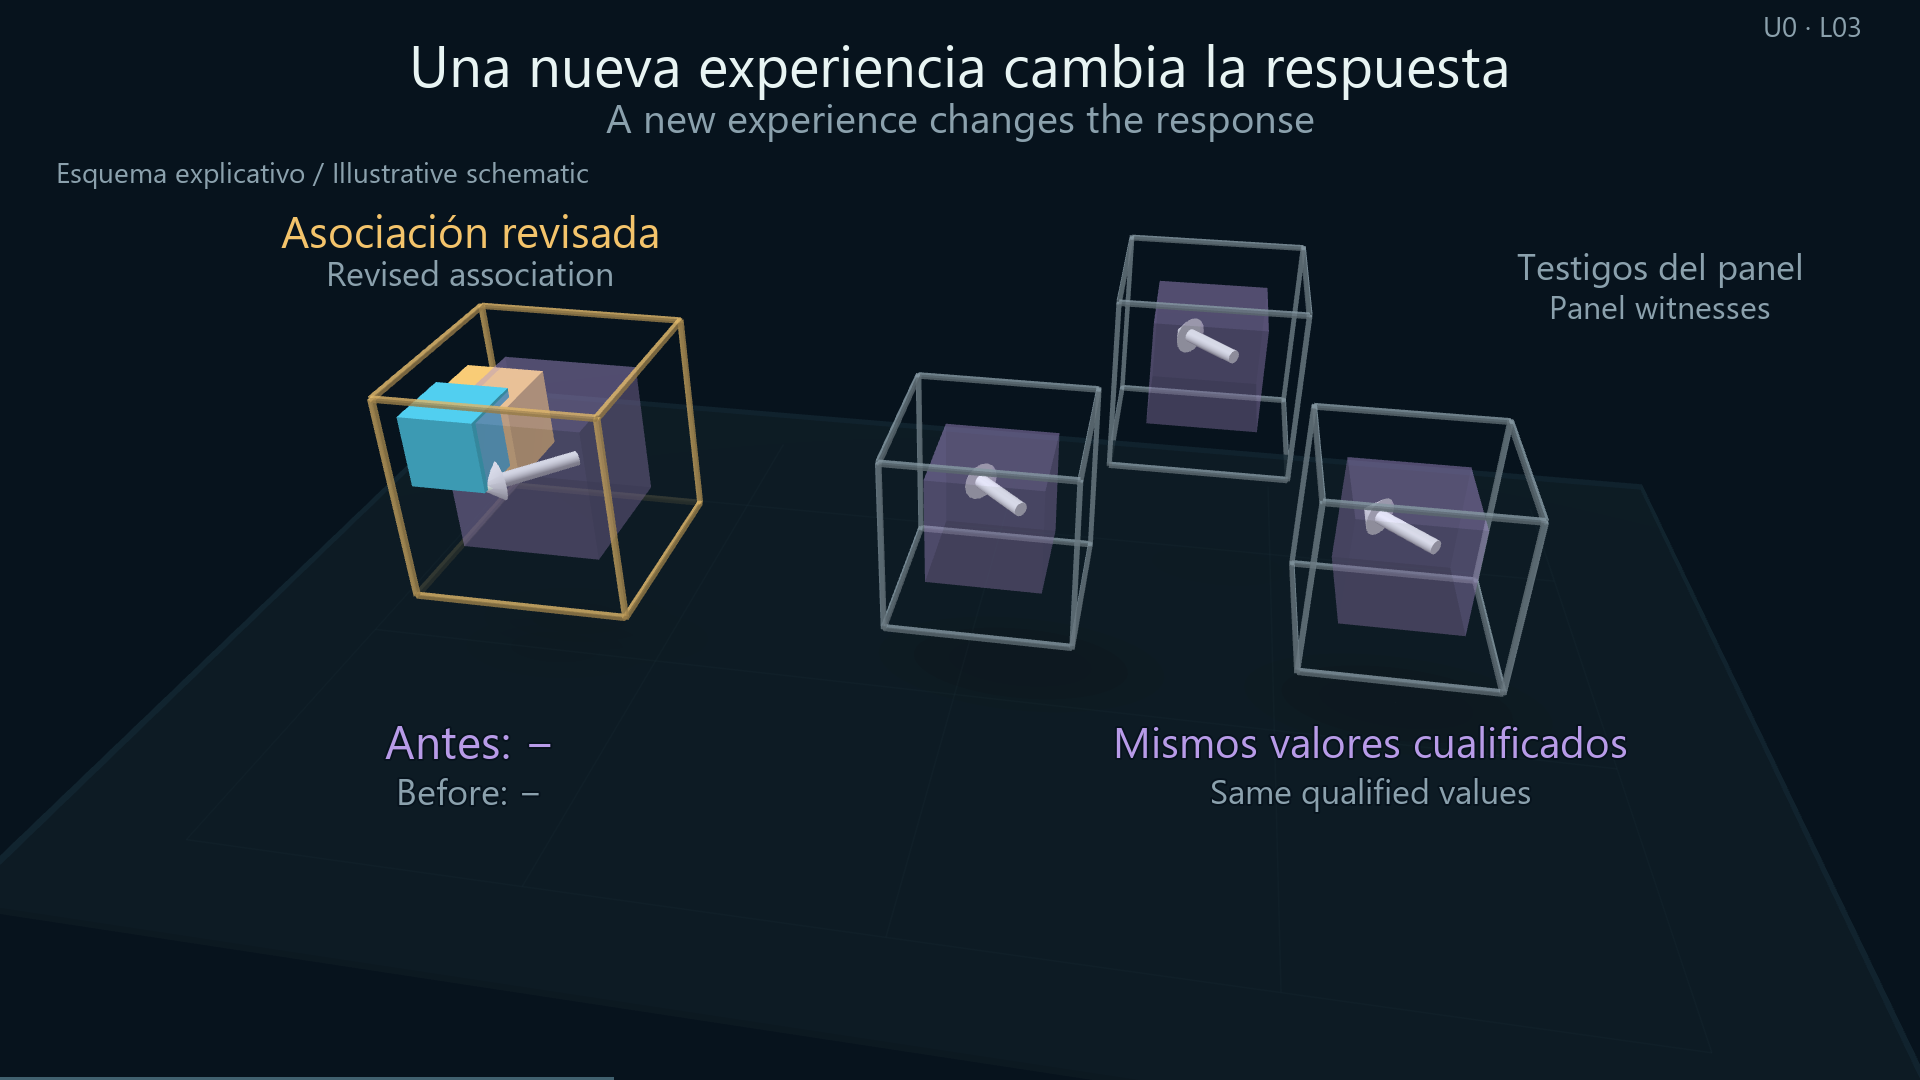 U0 · L03
Una nueva experiencia cambia la respuesta
A new experience changes the response
Esquema explicativo / Illustrative schematic
Asociación revisada
Revised association
Testigos del panel
Panel witnesses
Antes: –
Before: –
Mismos valores cualificados
Same qualified values